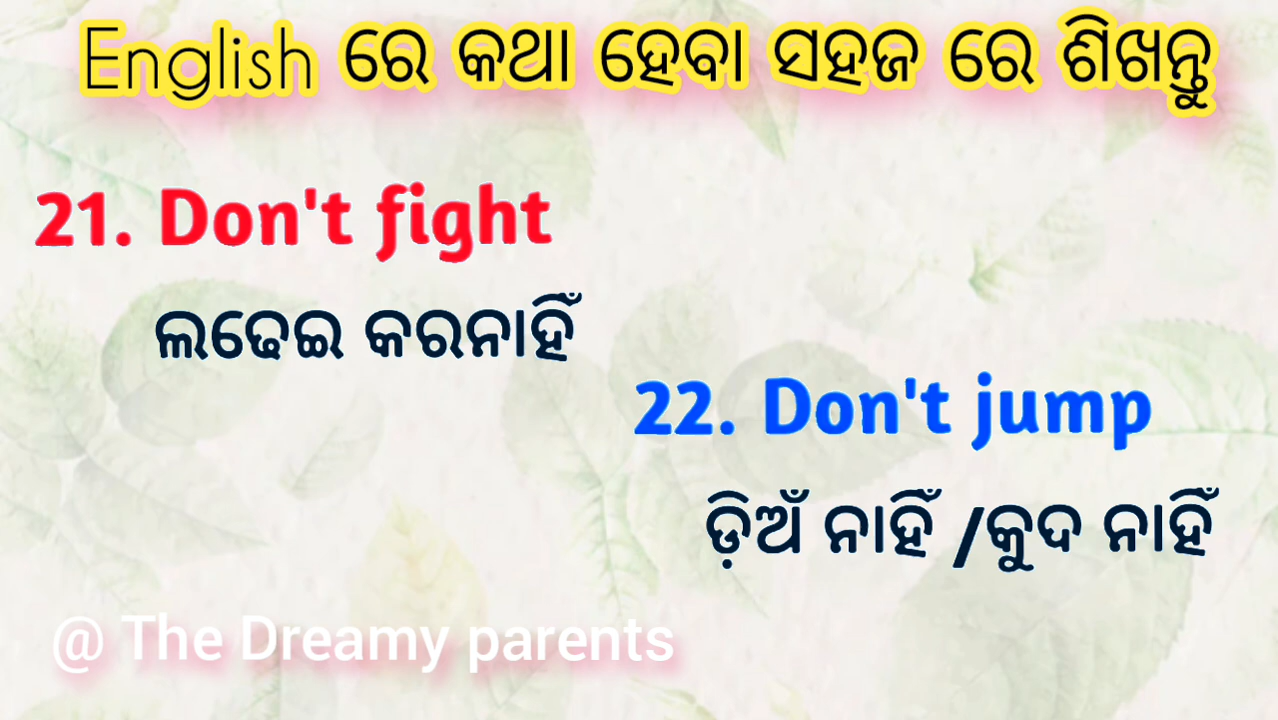 English ରେ କଥା ହେବା ସହଜ ରେ ଶିଖନ୍ତୁ
21. Don't fight
ଲଢେଇ କରନାହିଁ
22. Don't jump
ଡ଼ିଅଁ ନାହିଁ /କୁଦ ନାହିଁ
@ The Dreamy parents